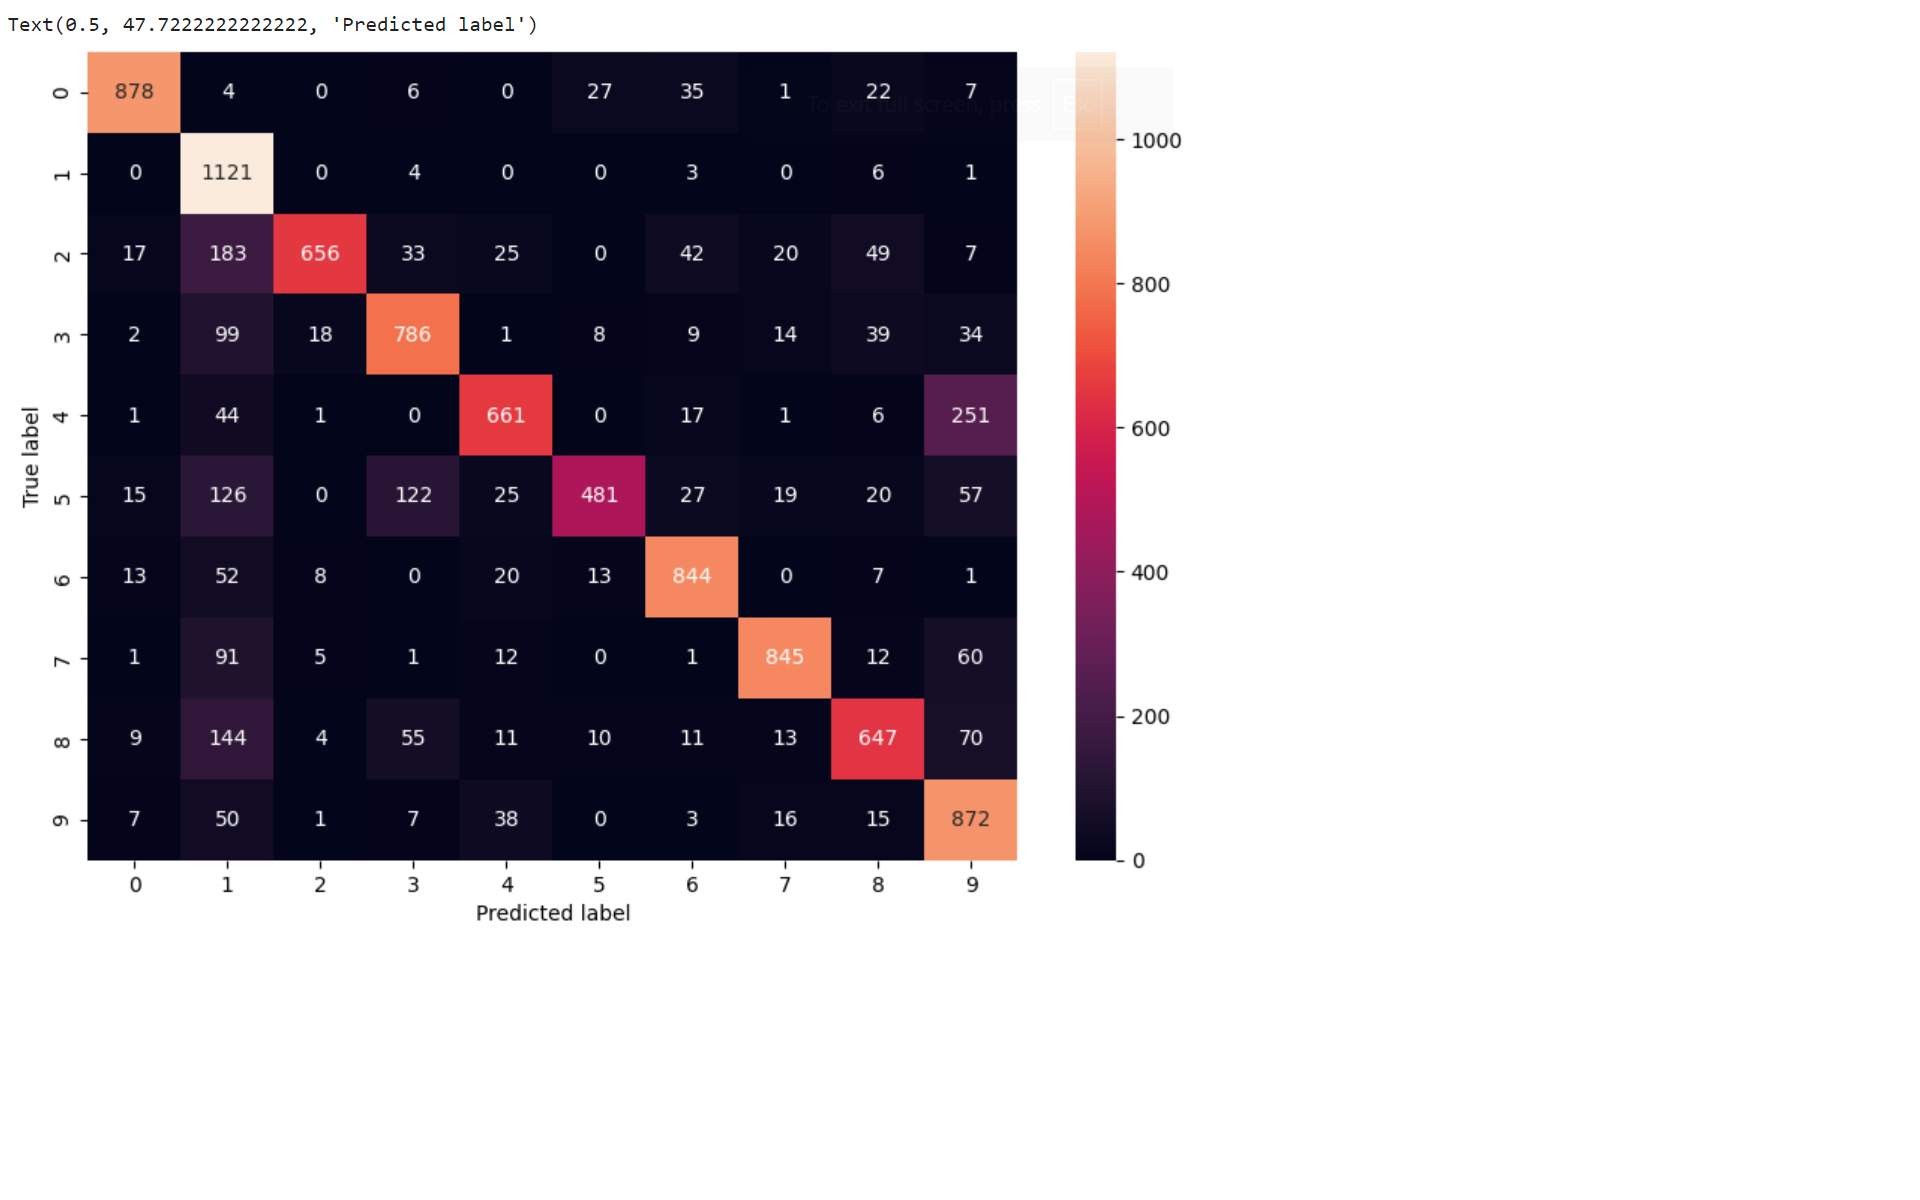 Text(0.5, 47.7222222222222, 'Predicted label')
0 878 4 0 6 0 27 35 1 22 7
To exit full screen, press Esc
1000
1 0 1121 0 4 0 0 3 0 6 1
2 17 183 656 33 25 0 42 20 49 7
800
3 2 99 18 786 1 8 9 14 39 34
4 1 44 1 0 661 0 17 1 6 251
600
True label
5 15 126 0 122 25 481 27 19 20 57
400
6 13 52 8 0 20 13 844 0 7 1
7 1 91 5 1 12 0 1 845 12 60
200
8 9 144 4 55 11 10 11 13 647 70
9 7 50 1 7 38 0 3 16 15 872
0
0 1 2 3 4 5 6 7 8 9
Predicted label